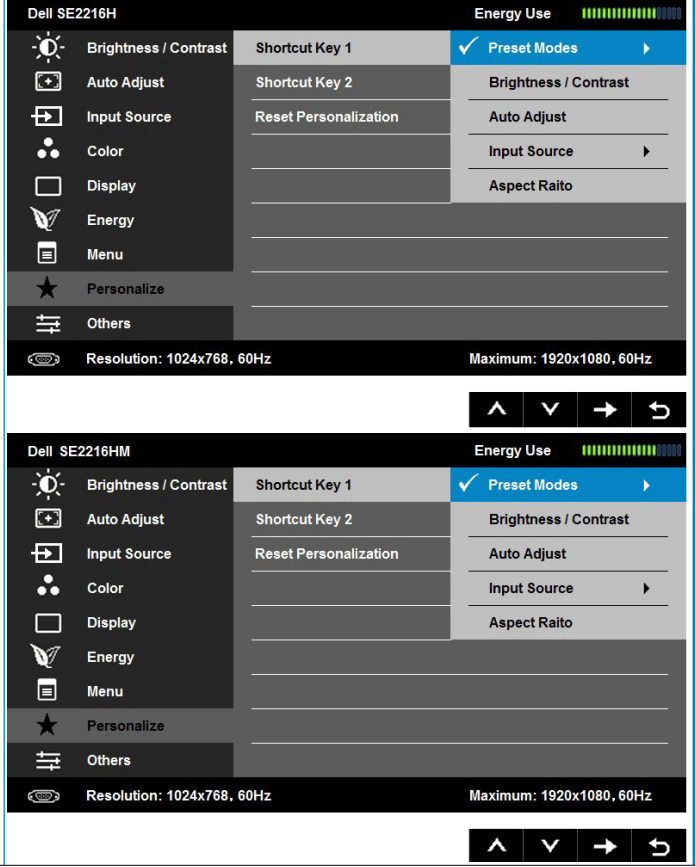 Dell SE2216H Energy Use
Brightness / Contrast Shortcut Key 1 Preset Modes
Auto Adjust Shortcut Key 2 Brightness / Contrast
Input Source Reset Personalization Auto Adjust
Color Input Source
Display Aspect Raito
Energy
Menu
Personalize
Others
Resolution: 1024x768, 60Hz Maximum: 1920x1080, 60Hz
Dell SE2216HM Energy Use
Brightness / Contrast Shortcut Key 1 Preset Modes
Auto Adjust Shortcut Key 2 Brightness / Contrast
Input Source Reset Personalization Auto Adjust
Color Input Source
Display Aspect Raito
Energy
Menu
Personalize
Others
Resolution: 1024x768, 60Hz Maximum: 1920x1080, 60Hz